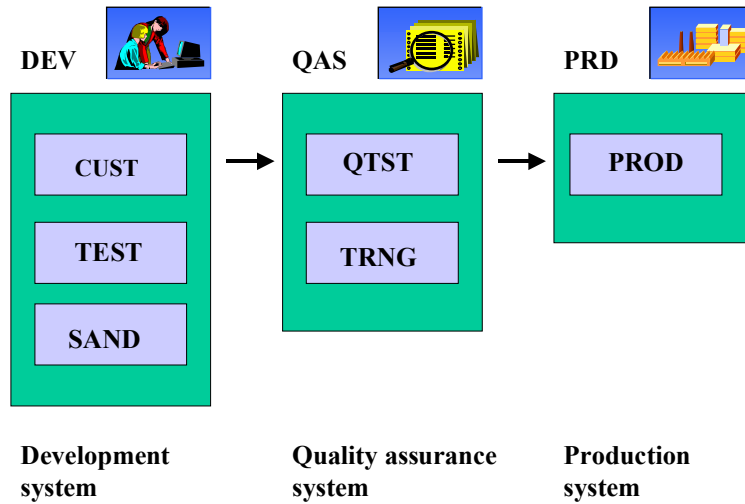 DEV
QAS
PRD
CUST
QTST
PROD
TEST
TRNG
SAND
Development
system
Quality assurance
system
Production
system